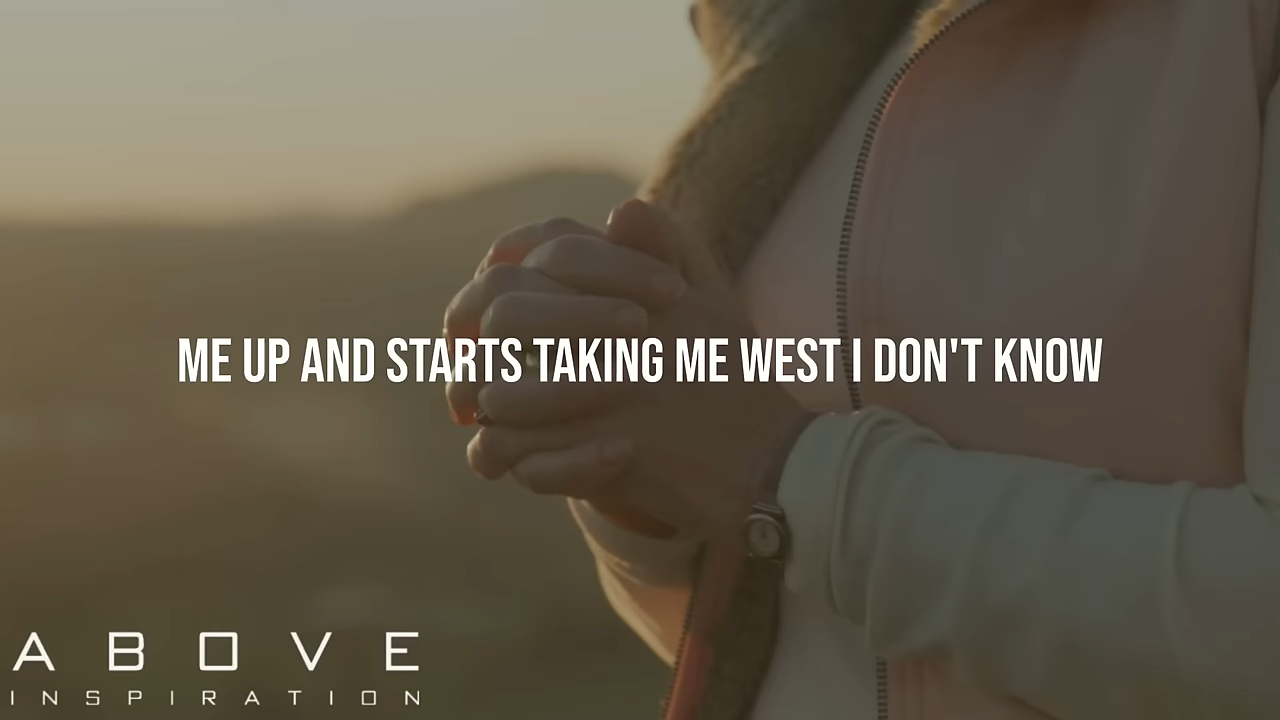 ME UP AND STARTS TAKING ME WEST I DON'T KNOW
ABOVE
INSPIRATION